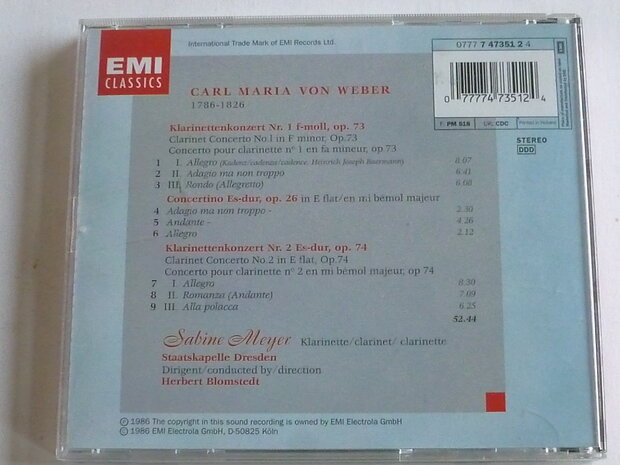 EMI
CLASSICS
International Trade Mark of EMI Records Ltd.
0777 7 47351 2 4
0 77774 73512 4
F: PM 518 CDC Printed in Holland
STEREO
DDD
CARL MARIA VON WEBER
1786-1826
Klarinettenkonzert Nr. 1 f-moll, op. 73
Clarinet Concerto No.1 in F minor, Op.73
Concerto pour clarinette nº 1 en fa mineur, op 73
1 I. Allegro (Kadenz/cadenza/cadence: Heinrich Joseph Baermann) 8.07
2 II. Adagio ma non troppo 6.41
3 III. Rondo (Allegretto) 6.08
Concertino Es-dur, op. 26 in E flat/en mi bémol majeur
4 Adagio ma non troppo - 2.30
5 Andante - 4.26
6 Allegro 2.12
Klarinettenkonzert Nr. 2 Es-dur, op. 74
Clarinet Concerto No.2 in E flat, Op.74
Concerto pour clarinette nº 2 en mi bémol majeur, op 74
7 I. Allegro 8.30
8 II. Romanza (Andante) 7.09
9 III. Alla polacca 6.25
52.44
Sabine Meyer Klarinette/clarinet/ clarinette
Staatskapelle Dresden
Dirigent/conducted by/direction
Herbert Blomstedt
℗ 1986 The copyright in this sound recording is owned by EMI Electrola GmbH
© 1986 EMI Electrola GmbH, D-50825 Köln